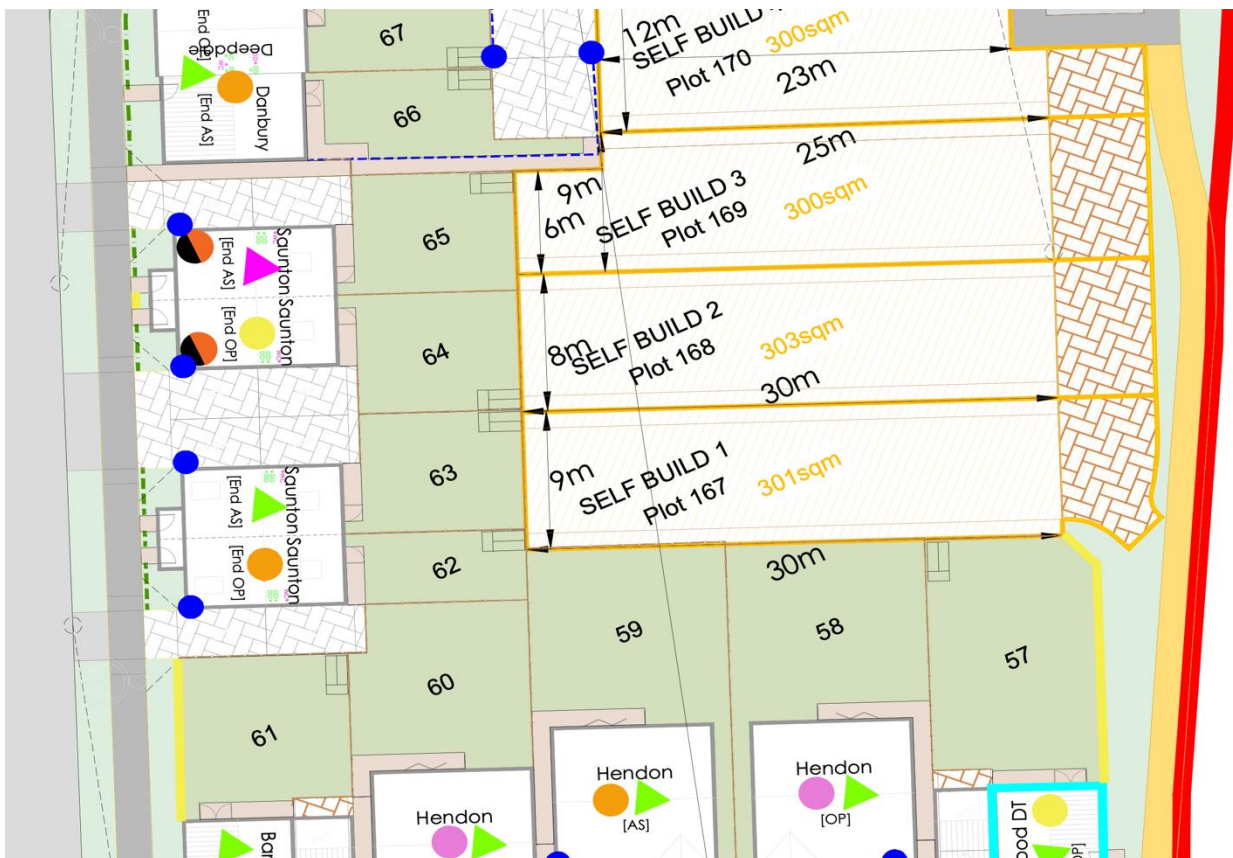 67
66
[End OP]
Deepdale
Danbury
[End AS]
12m
Plot 170
300sqm
23m
25m
9m
6m
SELF BUILD 3
Plot 169
300sqm
65
Saunton
[End AS]
Saunton
[End OP]
64
8m
SELF BUILD 2
Plot 168
303sqm
30m
63
9m
SELF BUILD 1
Plot 167
301sqm
30m
Saunton
[End AS]
Saunton
[End OP]
62
61
60
59
58
57
Hendon
Hendon
[AS]
Hendon
[OP]